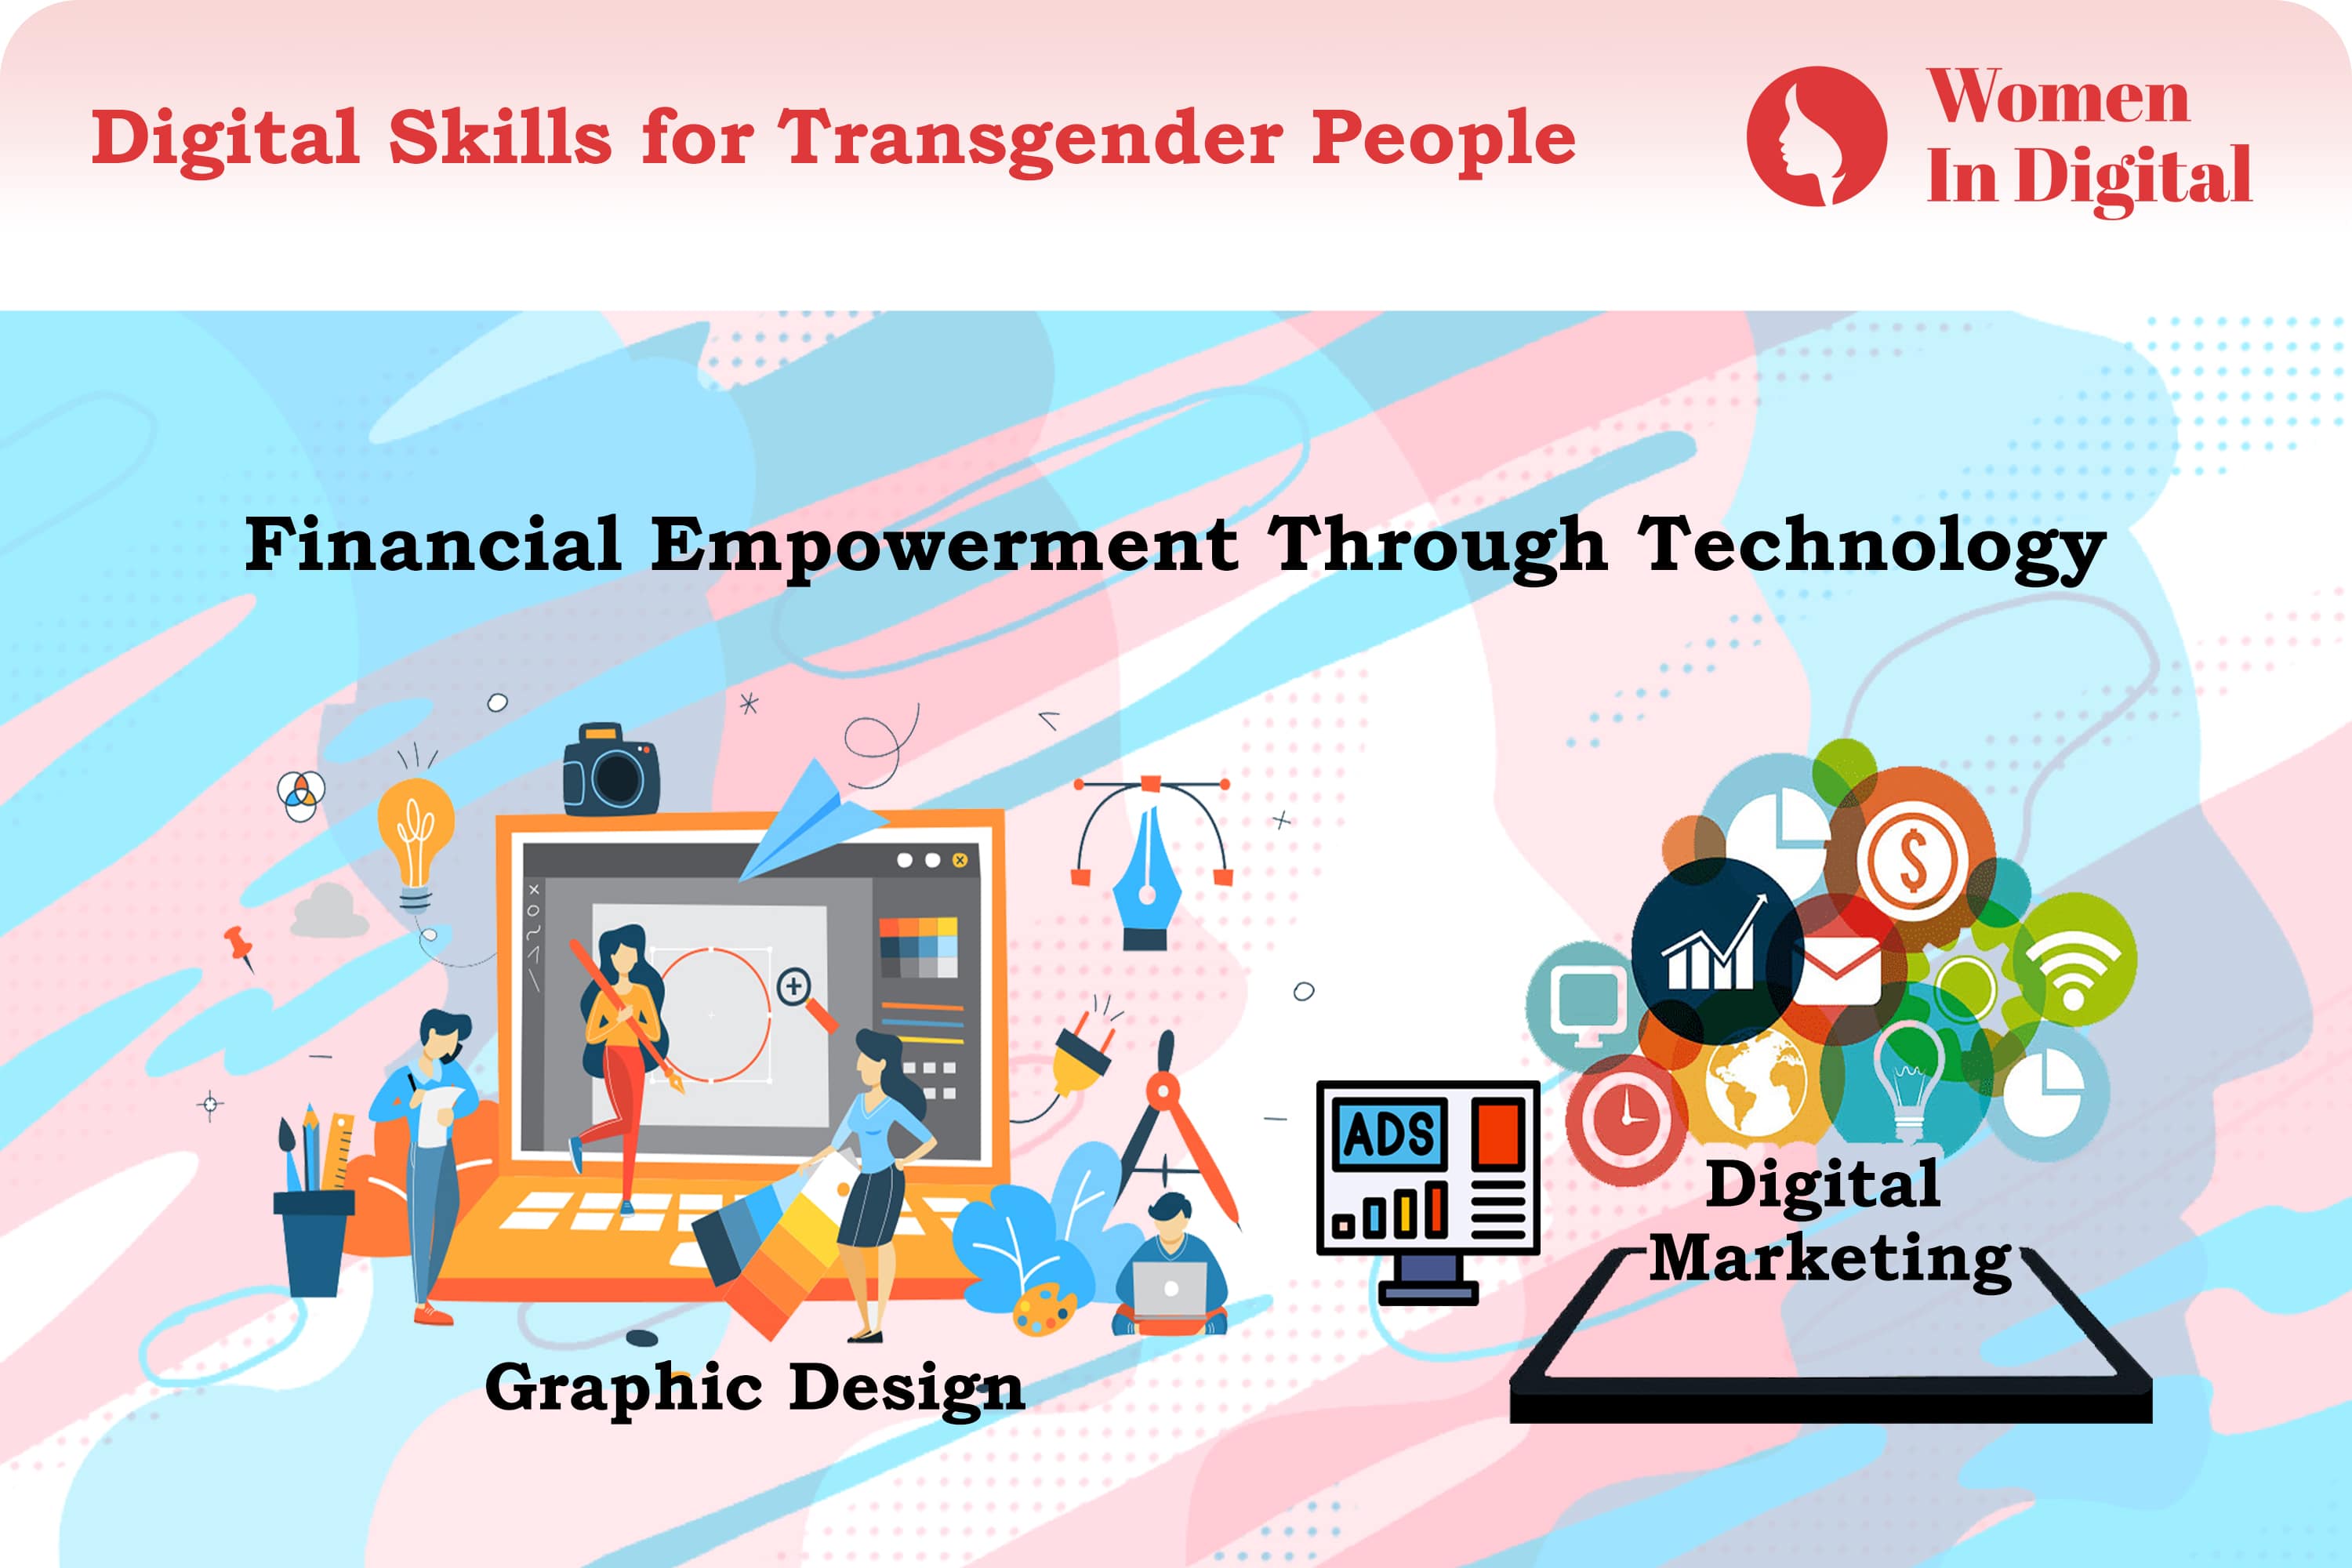 Digital Skills for Transgender People
Women
In Digital
Financial Empowerment Through Technology
ADS
Digital
Marketing
Graphic Design